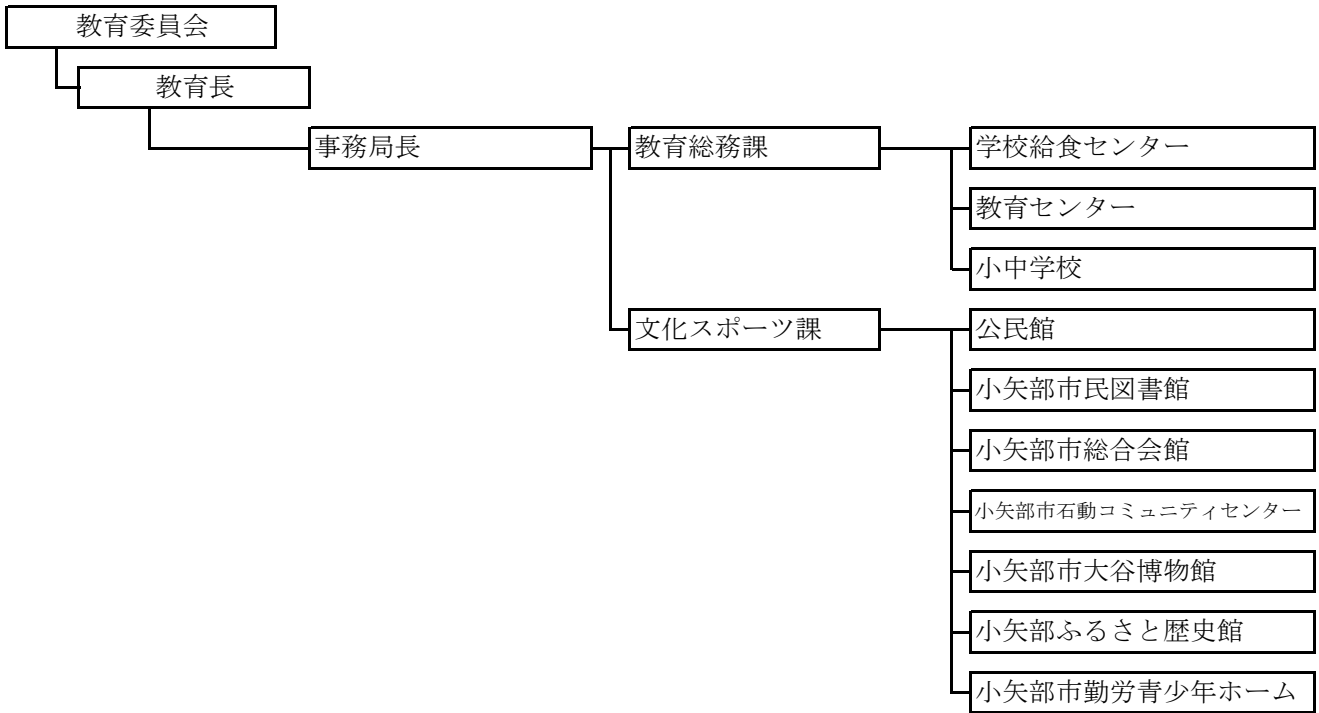 教育委員会
教育長
事務局長
教育総務課
学校給食センター
教育センター
小中学校
文化スポーツ課
公民館
小矢部市民図書館
小矢部市総合会館
小矢部市石動コミュニティセンター
小矢部市大谷博物館
小矢部ふるさと歴史館
小矢部市勤労青少年ホーム